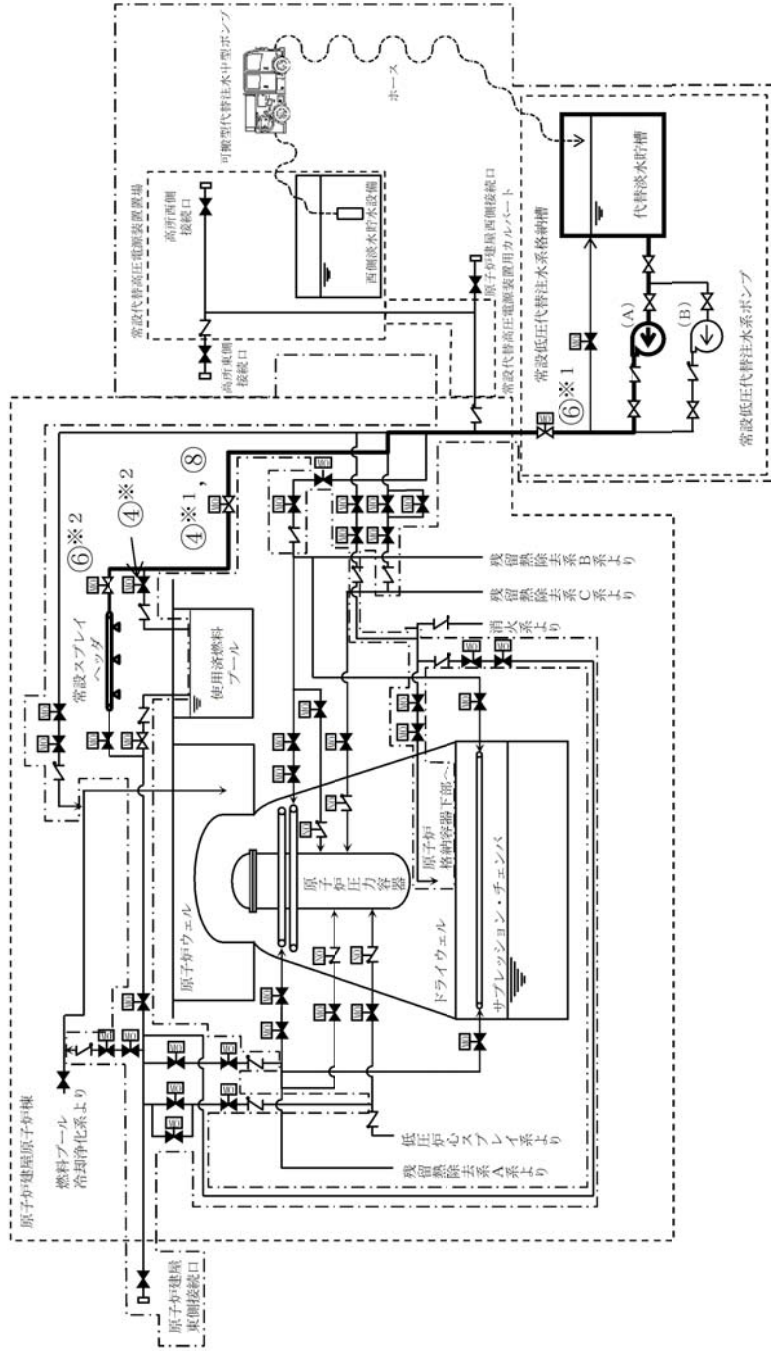 原子炉建屋原子炉棟
燃料プール
冷却浄化系より
原子炉建屋
東側接続口
原子炉ウェル
常設スプレイ
ヘッダ
使用済燃料
プール
⑥※2
④※2
④※1,⑧
原子炉圧力容器
ドライウェル
サプレッション・チェンバ
原子炉
格納容器下部へ
低圧炉心スプレイ系より
残留熱除去系A系より
残留熱除去系B系より
残留熱除去系C系より
消火系より
常設代替高圧電源装置置場
高所東側
接続口
高所西側
接続口
西側淡水貯水設備
可搬型代替注水中型ポンプ
ホース
原子炉建屋西側接続口
常設代替高圧電源装置用カルバート
常設低圧代替注水系格納槽
⑥※1
代替淡水貯槽
(A)
(B)
常設低圧代替注水系ポンプ
MO
NO